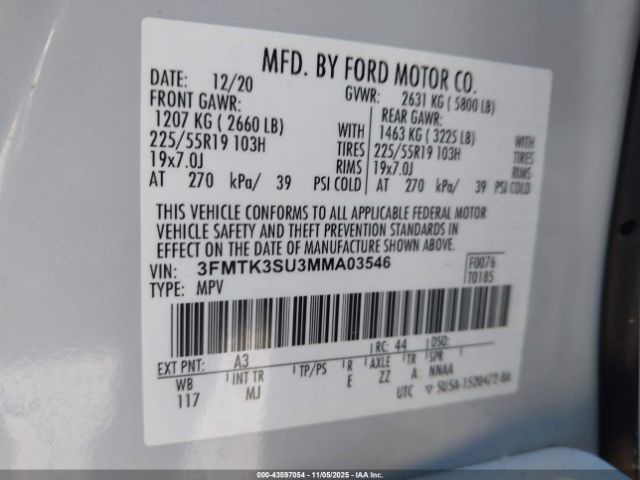 MFD. BY FORD MOTOR CO.
DATE: 12/20 GVWR: 2631 KG ( 5800 LB)
FRONT GAWR: REAR GAWR:
1207 KG ( 2660 LB) WITH 1463 KG ( 3225 LB) WITH
225/55R19 103H TIRES 225/55R19 103H TIRES
19x7.0J RIMS 19x7.0J RIMS
AT 270 kPa/ 39 PSI COLD AT 270 kPa/ 39 PSI COLD
THIS VEHICLE CONFORMS TO ALL APPLICABLE FEDERAL MOTOR
VEHICLE SAFETY AND THEFT PREVENTION STANDARDS IN
EFFECT ON THE DATE OF MANUFACTURE SHOWN ABOVE.
VIN: 3FMTK3SU3MMA03546 F0076
TYPE: MPV T0185
EXT PNT: A3 RC: 44 DSO:
WB INT TR TP/PS R AXLE TR SPR
117 MJ E ZZ A NNAA
UTC
000-43597054 - 11/05/2025 - IAAI.COM